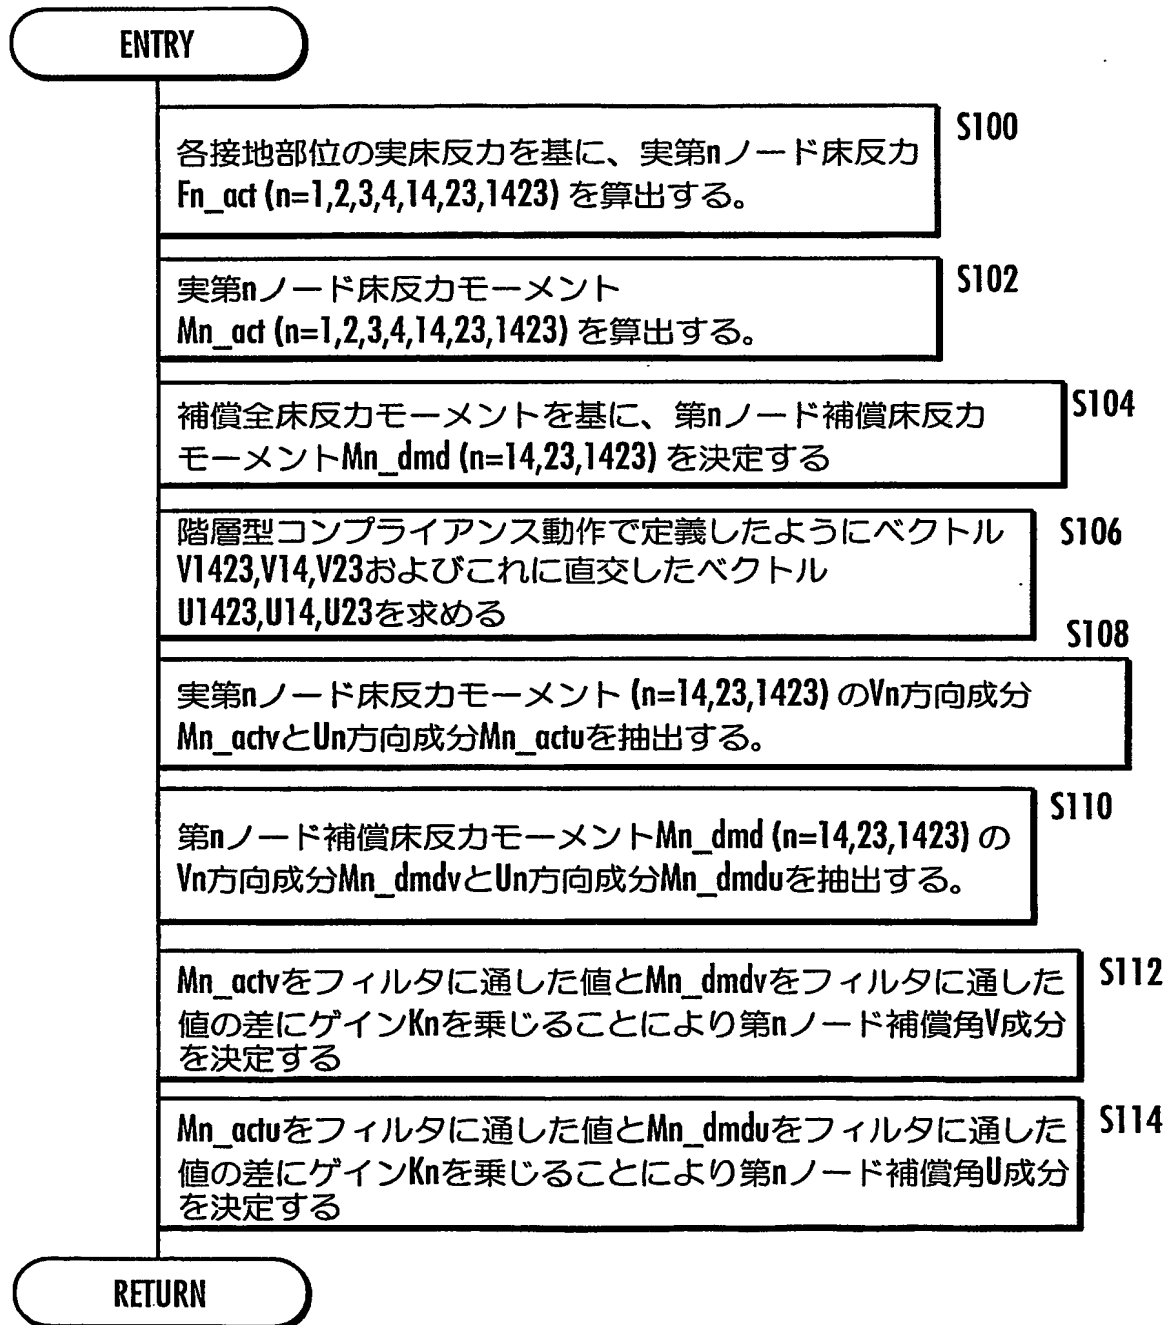 ENTRY
S100
各接地部位の実床反力を基に、実第nノード床反力
Fn_act (n=1,2,3,4,14,23,1423) を算出する。
S102
実第nノード床反力モーメント
Mn_act (n=1,2,3,4,14,23,1423) を算出する。
S104
補償全床反力モーメントを基に、第nノード補償床反力
モーメントMn_dmd (n=14,23,1423) を決定する
S106
階層型コンプライアンス動作で定義したようにベクトル
V1423,V14,V23およびこれに直交したベクトル
U1423,U14,U23を求める
S108
実第nノード床反力モーメント (n=14,23,1423) のVn方向成分
Mn_actvとUn方向成分Mn_actuを抽出する。
S110
第nノード補償床反力モーメントMn_dmd (n=14,23,1423) の
Vn方向成分Mn_dmdvとUn方向成分Mn_dmduを抽出する。
S112
Mn_actvをフィルタに通した値とMn_dmdvをフィルタに通した
値の差にゲインKnを乗じることにより第nノード補償角V成分
を決定する
S114
Mn_actuをフィルタに通した値とMn_dmduをフィルタに通した
値の差にゲインKnを乗じることにより第nノード補償角U成分
を決定する
RETURN